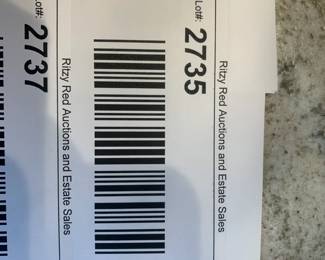 Ritzy Red Auctions and Estate Sales
Lot#: 2735
Ritzy Red Auctions and Estate Sales
Lot#: 2737